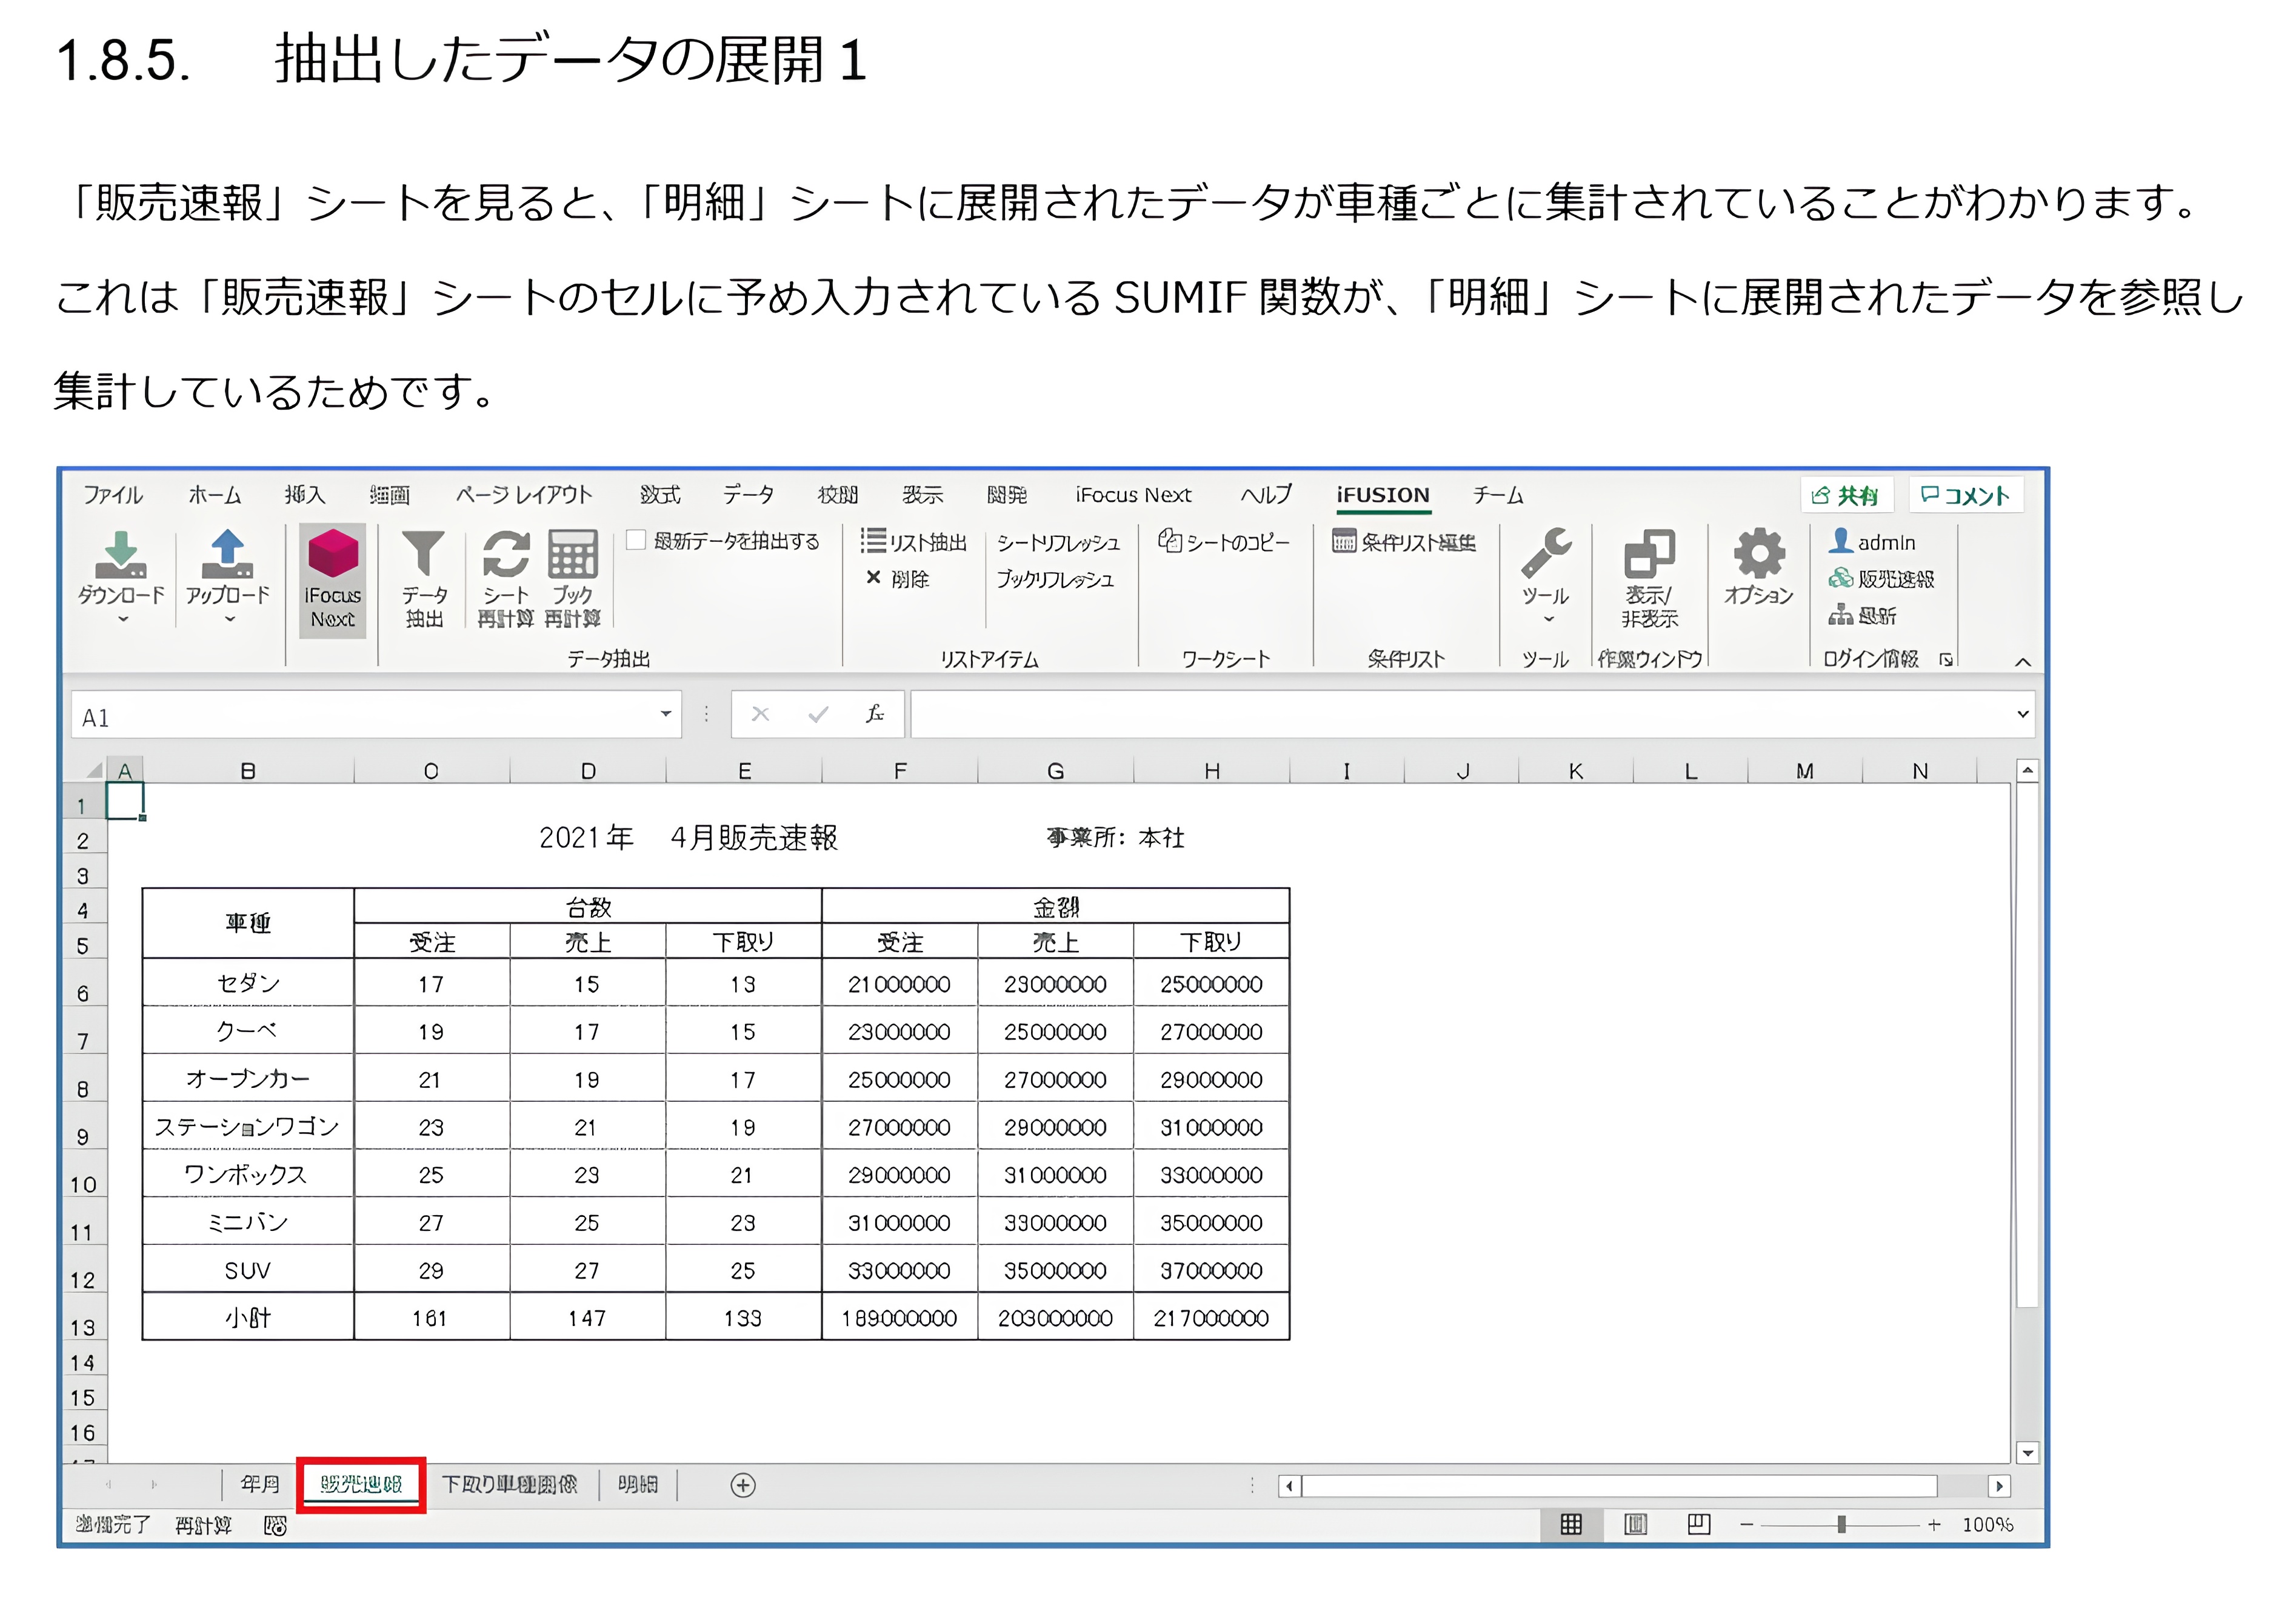 1.8.5. 抽出したデータの展開1
「販売速報」シートを見ると、「明細」シートに展開されたデータが車種ごとに集計されていることがわかります。
これは「販売速報」シートのセルに予め入力されている SUMIF 関数が、「明細」シートに展開されたデータを参照し
集計しているためです。
ファイル ホーム 挿入 描画 ページ レイアウト 数式 データ 校閲 表示 開発 iFocus Next ヘルプ iFUSION チーム 共有 コメント
ダウンロード アップロード iFocus Next データ抽出 シート再計算 ブック再計算 最新データを抽出する リスト抽出 シートリフレッシュ シートのコピー 条件リスト編集 ツール 表示/非表示 オプション admin
× 削除 ブックリフレッシュ 販売速報
最新
データ抽出 リストアイテム ワークシート 条件リスト ツール 作業ウィンドウ ログイン情報
A1 fx
A B C D E F G H I J K L M N
1
2 2021年 4月販売速報 事業所: 本社
3
4 車種 台数 金額
5 受注 売上 下取り 受注 売上 下取り
6 セダン 17 15 13 21000000 23000000 25000000
7 クーペ 19 17 15 23000000 25000000 27000000
8 オープンカー 21 19 17 25000000 27000000 29000000
9 ステーションワゴン 23 21 19 27000000 29000000 31000000
10 ワンボックス 25 23 21 29000000 31000000 33000000
11 ミニバン 27 25 23 31000000 33000000 35000000
12 SUV 29 27 25 33000000 35000000 37000000
13 小計 161 147 133 189000000 203000000 217000000
14
15
16
年月 販売速報 下取り車種画像 明細
準備完了 再計算 100%